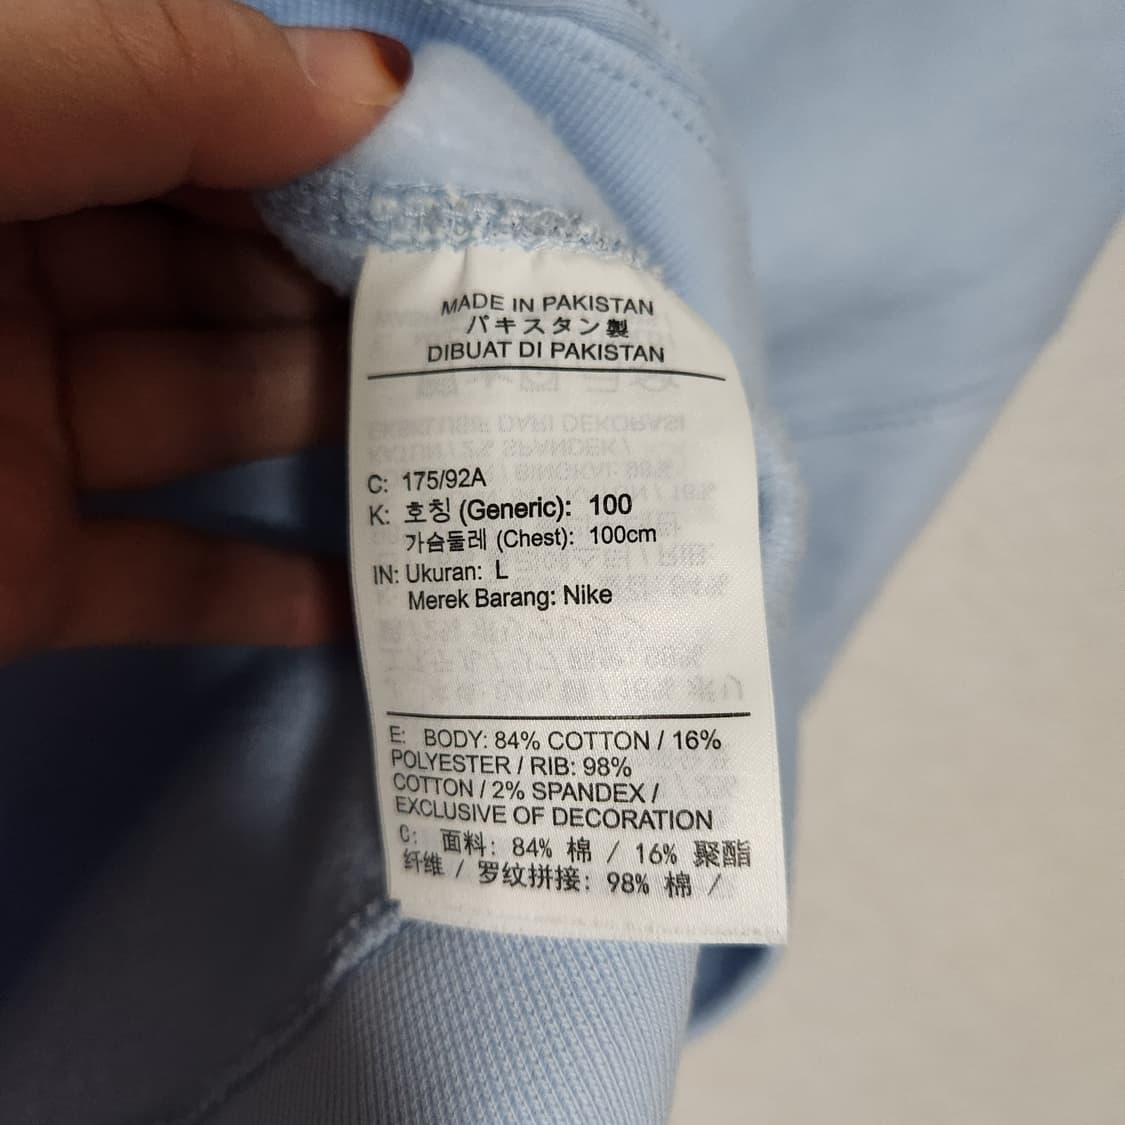 MADE IN PAKISTAN
パキスタン製
DIBUAT DI PAKISTAN
C: 175/92A
K: 호칭 (Generic): 100
가슴둘레 (Chest): 100cm
IN: Ukuran: L
Merek Barang: Nike
E: BODY: 84% COTTON / 16%
POLYESTER / RIB: 98%
COTTON / 2% SPANDEX /
EXCLUSIVE OF DECORATION
C: 面料: 84% 棉 / 16% 聚酯
纤维 / 罗纹拼接: 98% 棉 /